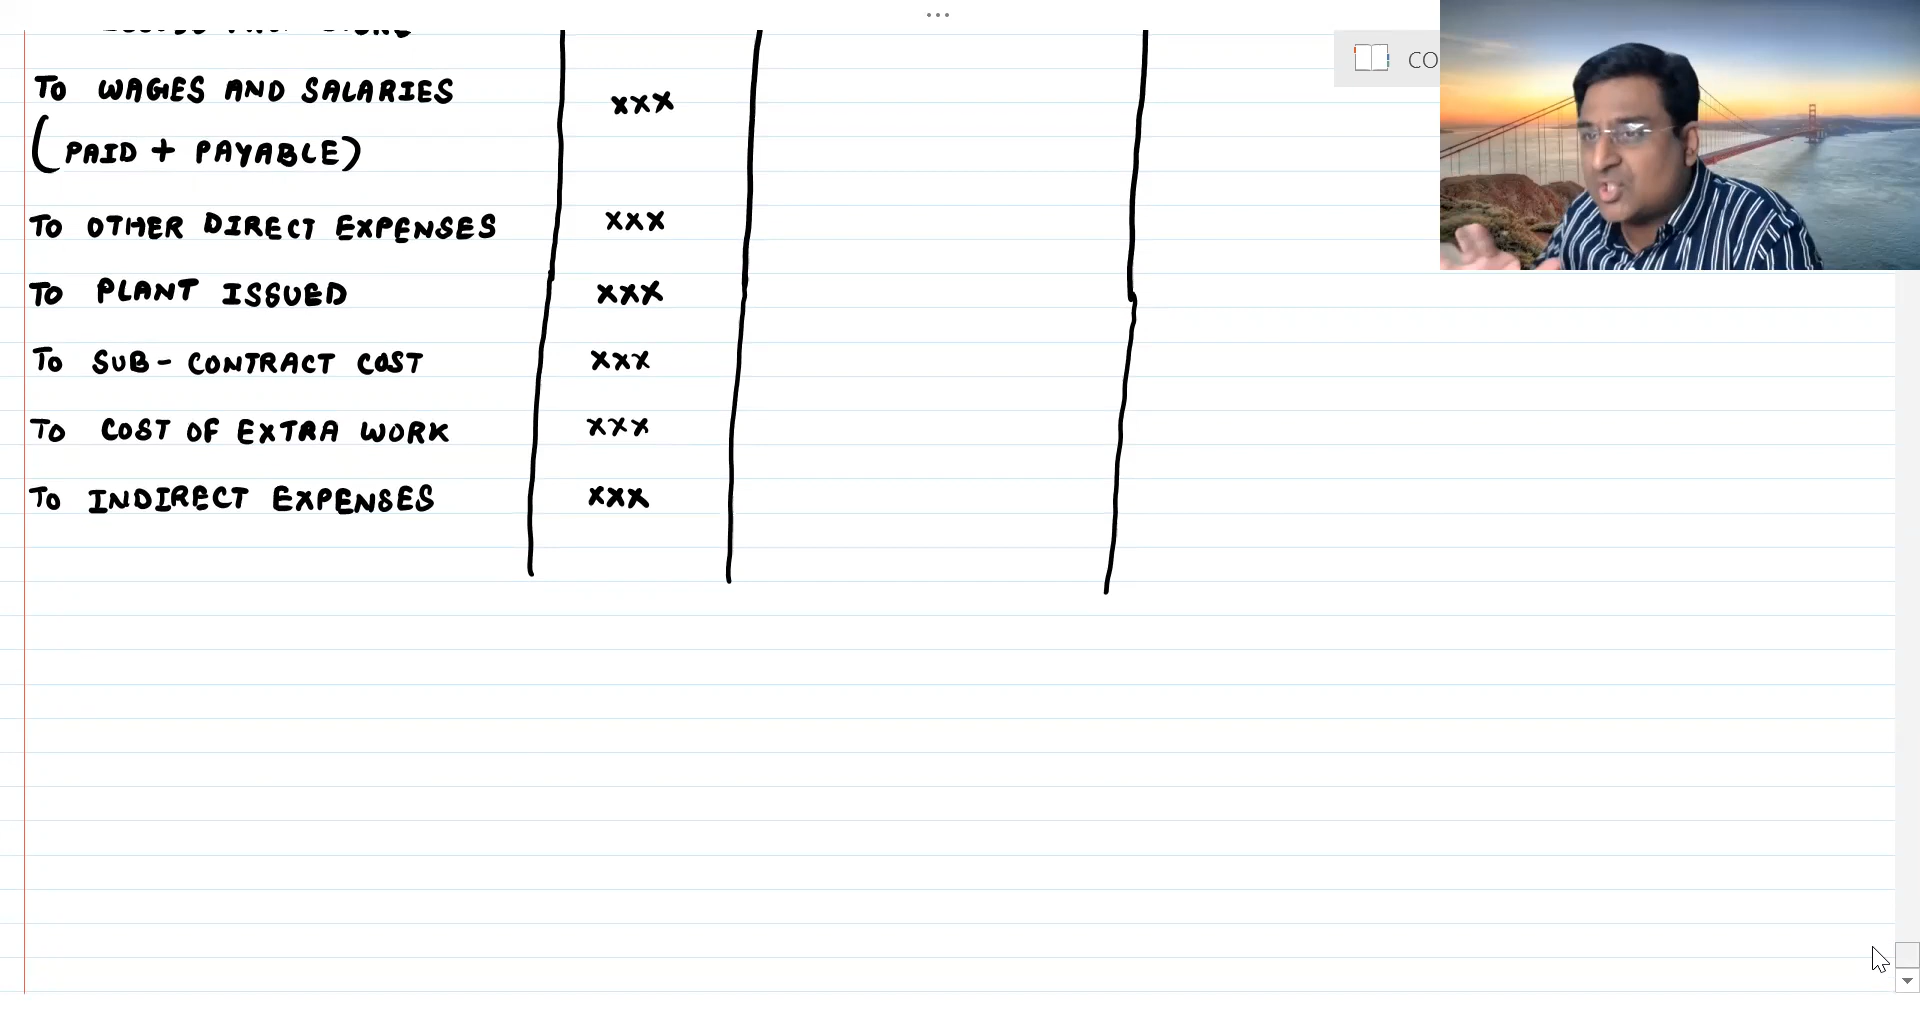 CO
TO WAGES AND SALARIES XXX
(PAID + PAYABLE)
TO OTHER DIRECT EXPENSES XXX
TO PLANT ISSUED XXX
TO SUB-CONTRACT COST XXX
TO COST OF EXTRA WORK XXX
TO INDIRECT EXPENSES XXX